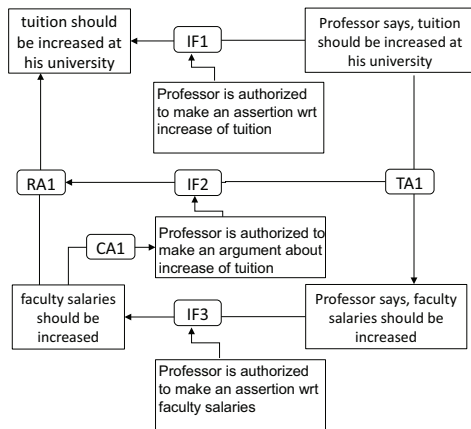 tuition should
be increased at
his university
IF1
Professor says, tuition
should be increased at
his university
Professor is authorized
to make an assertion wrt
increase of tuition
RA1
IF2
TA1
CA1
Professor is authorized to
make an argument about
increase of tuition
faculty salaries
should be
increased
IF3
Professor says, faculty
salaries should be
increased
Professor is authorized
to make an assertion wrt
faculty salaries